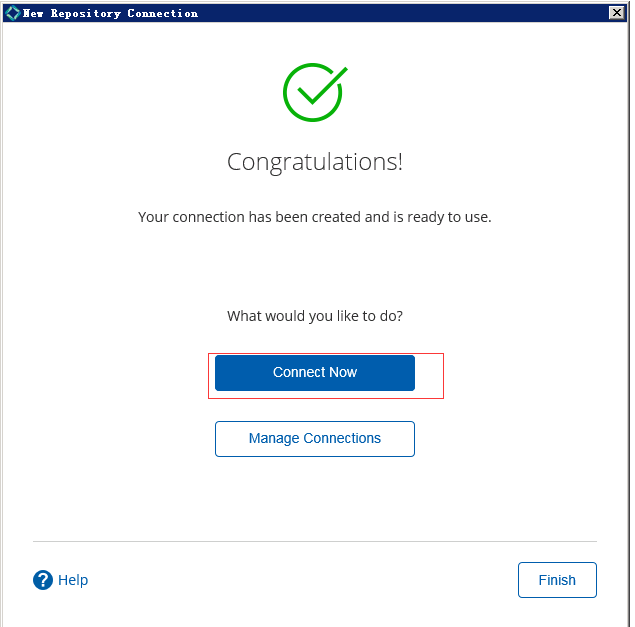 New Repository Connection
Congratulations!
Your connection has been created and is ready to use.
What would you like to do?
Connect Now
Manage Connections
? Help
Finish